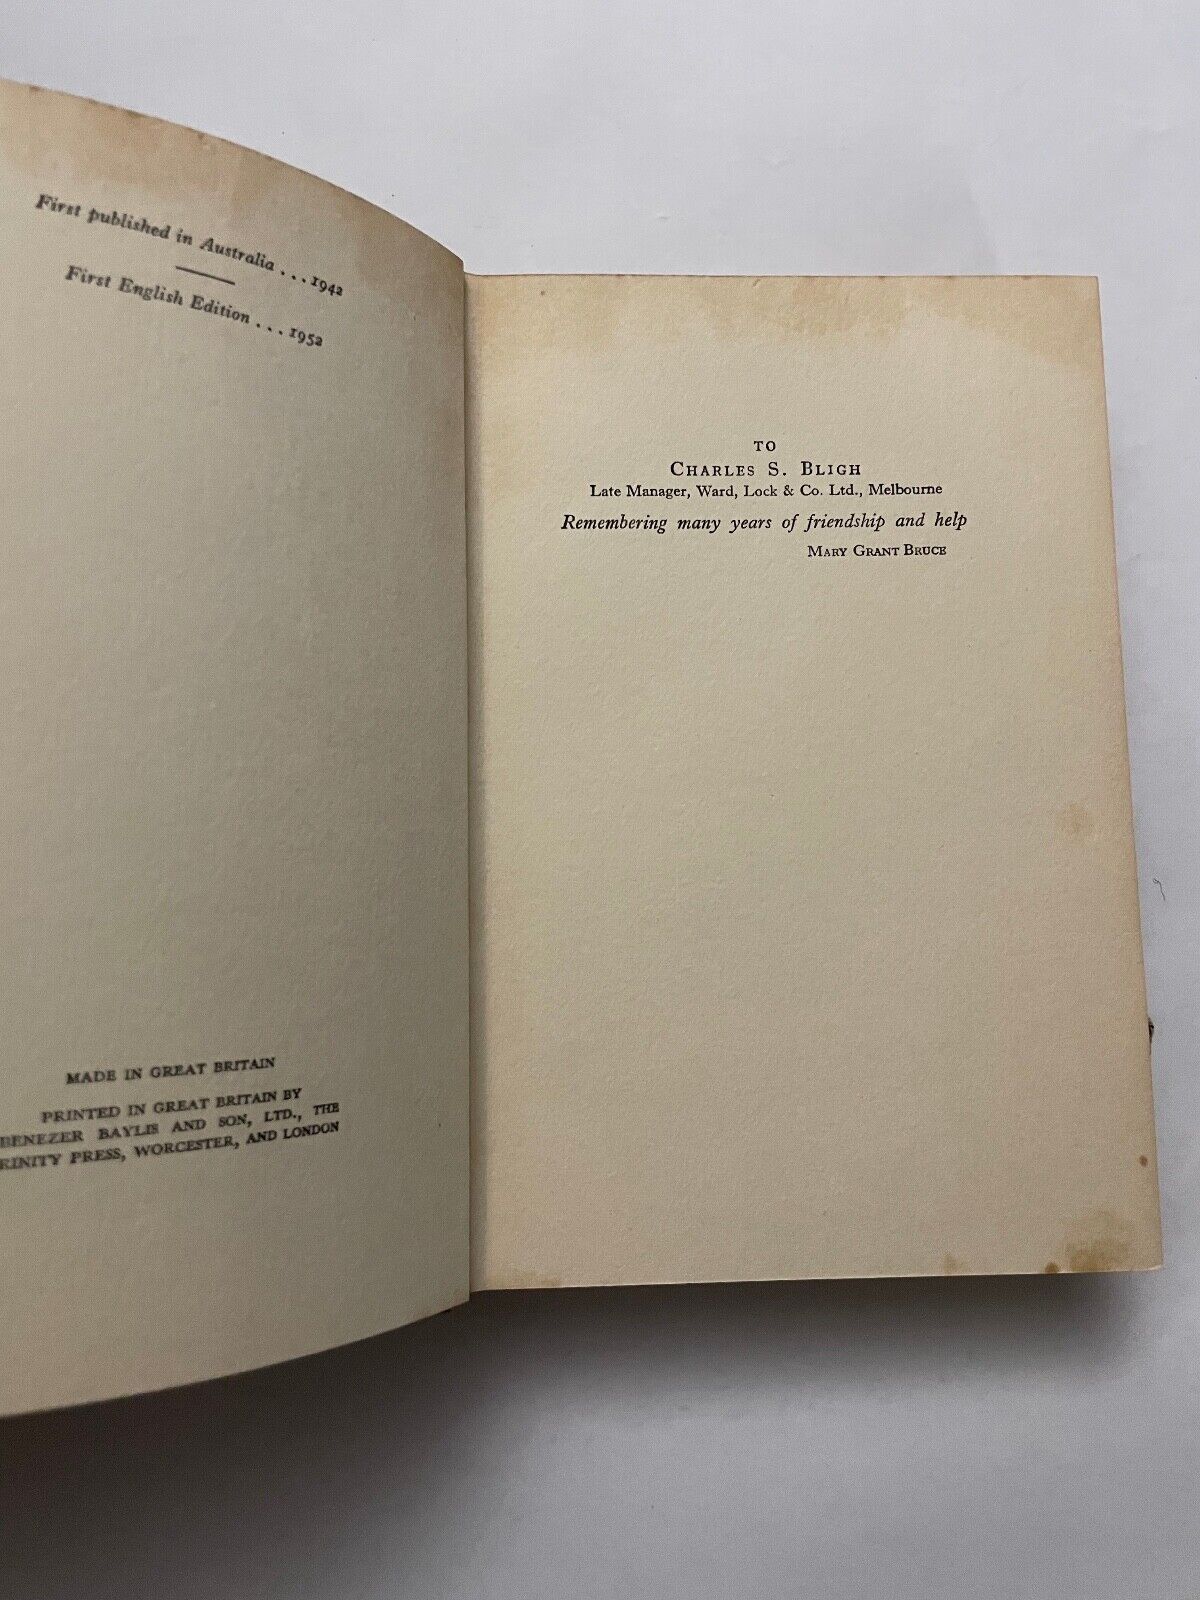 First published in Australia . . . 1942
First English Edition . . . 1952
MADE IN GREAT BRITAIN
PRINTED IN GREAT BRITAIN BY
BENEZER BAYLIS AND SON, LTD., THE
RINITY PRESS, WORCESTER, AND LONDON
TO
CHARLES S. BLIGH
Late Manager, Ward, Lock & Co. Ltd., Melbourne
Remembering many years of friendship and help
MARY GRANT BRUCE